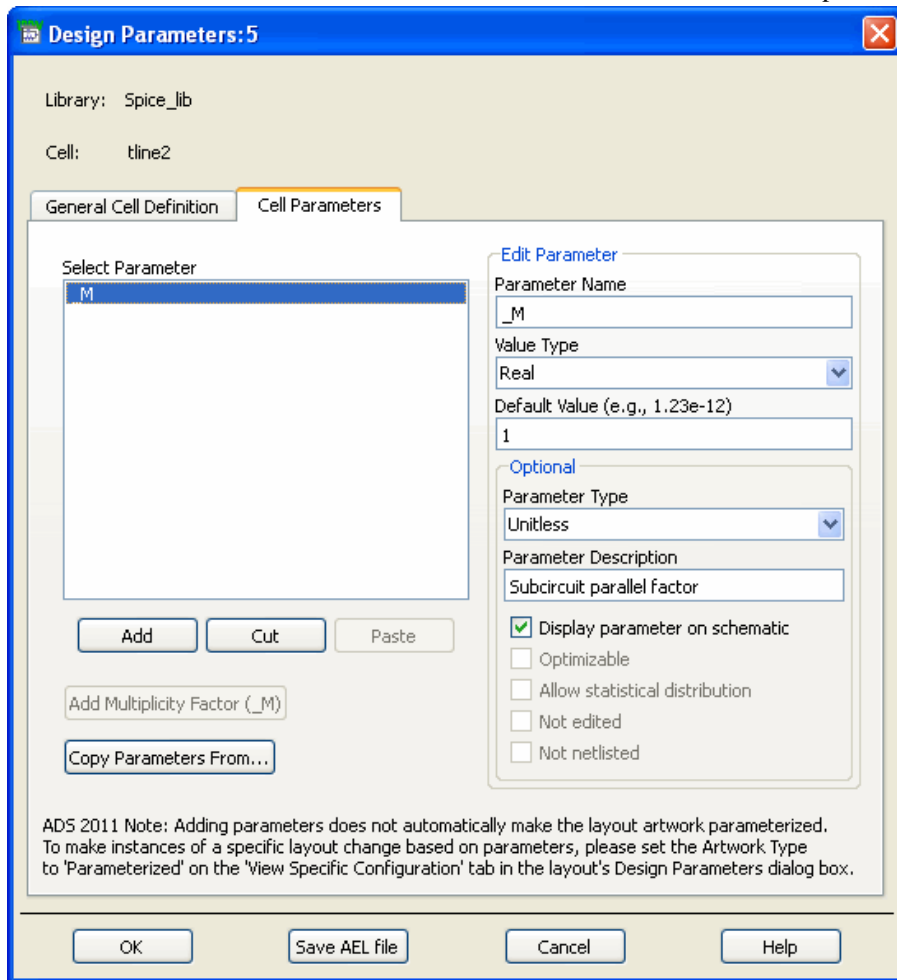 Design Parameters:5
Library: Spice_lib
Cell: tline2
General Cell Definition
Cell Parameters
Select Parameter
_M
Add
Cut
Paste
Add Multiplicity Factor (_M)
Copy Parameters From...
Edit Parameter
Parameter Name
_M
Value Type
Real
Default Value (e.g., 1.23e-12)
1
Optional
Parameter Type
Unitless
Parameter Description
Subcircuit parallel factor
Display parameter on schematic
Optimizable
Allow statistical distribution
Not edited
Not netlisted
ADS 2011 Note: Adding parameters does not automatically make the layout artwork parameterized.
To make instances of a specific layout change based on parameters, please set the Artwork Type
to 'Parameterized' on the 'View Specific Configuration' tab in the layout's Design Parameters dialog box.
OK
Save AEL file
Cancel
Help